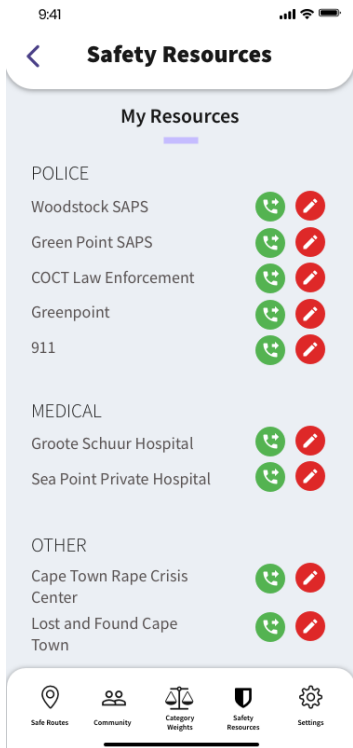 9:41
Safety Resources
My Resources
POLICE
Woodstock SAPS
Green Point SAPS
COCT Law Enforcement
Greenpoint
911
MEDICAL
Groote Schuur Hospital
Sea Point Private Hospital
OTHER
Cape Town Rape Crisis
Center
Lost and Found Cape
Town
Safe Routes
Community
Category
Weights
Safety
Resources
Settings